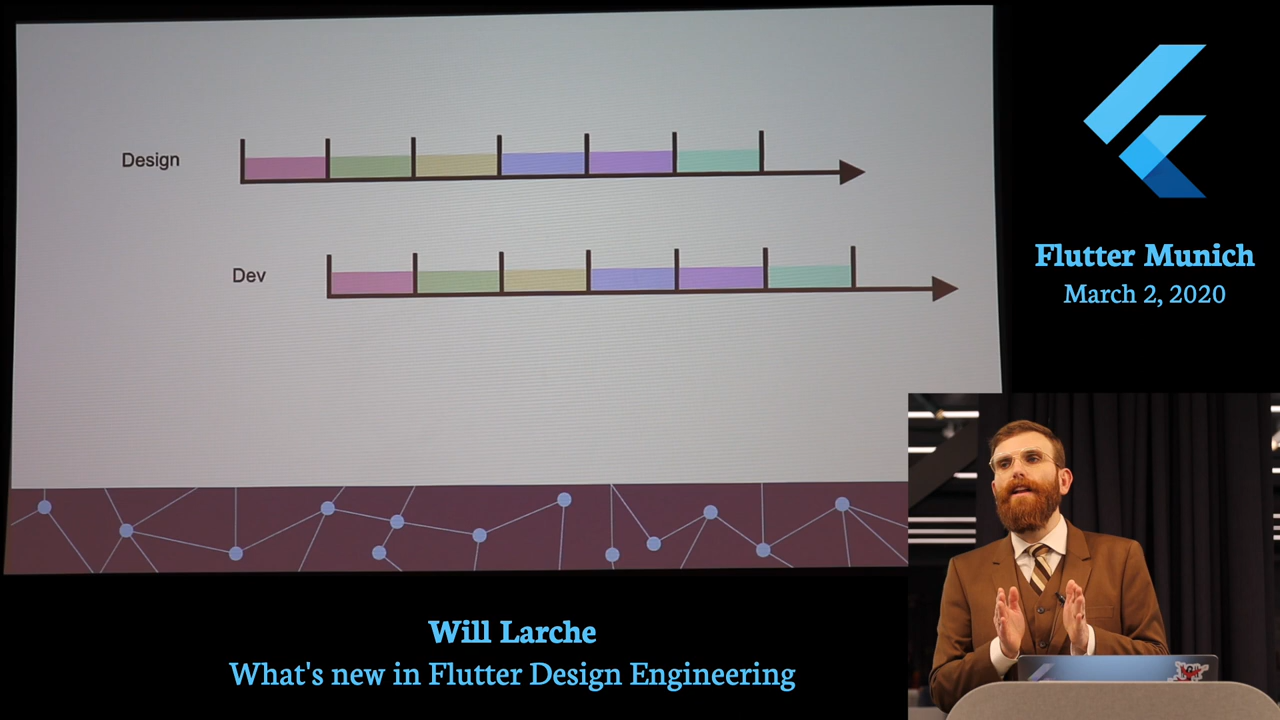 Design
Dev
Flutter Munich
March 2, 2020
Will Larche
What's new in Flutter Design Engineering